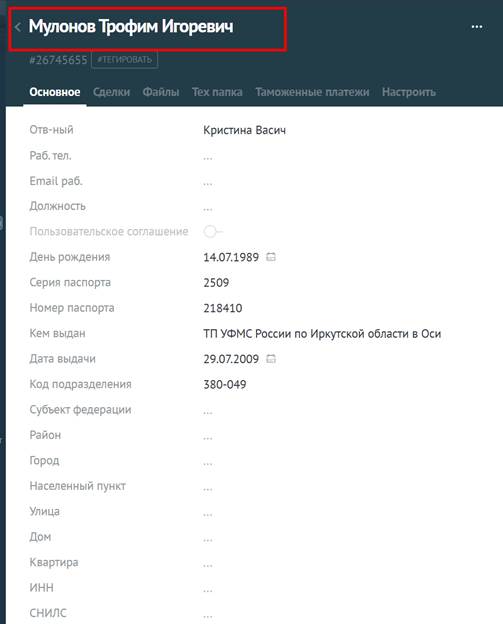 Мулонов Трофим Игоревич
#26745655 #ТЕГИРОВАТЬ
Основное Сделки Файлы Тех папка Таможенные платежи Настроить
Отв-ный Кристина Васич
Раб. тел. ...
Email раб. ...
Должность ...
Пользовательское соглашение
День рождения 14.07.1989
Серия паспорта 2509
Номер паспорта 218410
Кем выдан ТП УФМС России по Иркутской области в Оси
Дата выдачи 29.07.2009
Код подразделения 380-049
Субъект федерации ...
Район ...
Город ...
Населенный пункт ...
Улица ...
Дом ...
Квартира ...
ИНН ...
СНИЛС ...